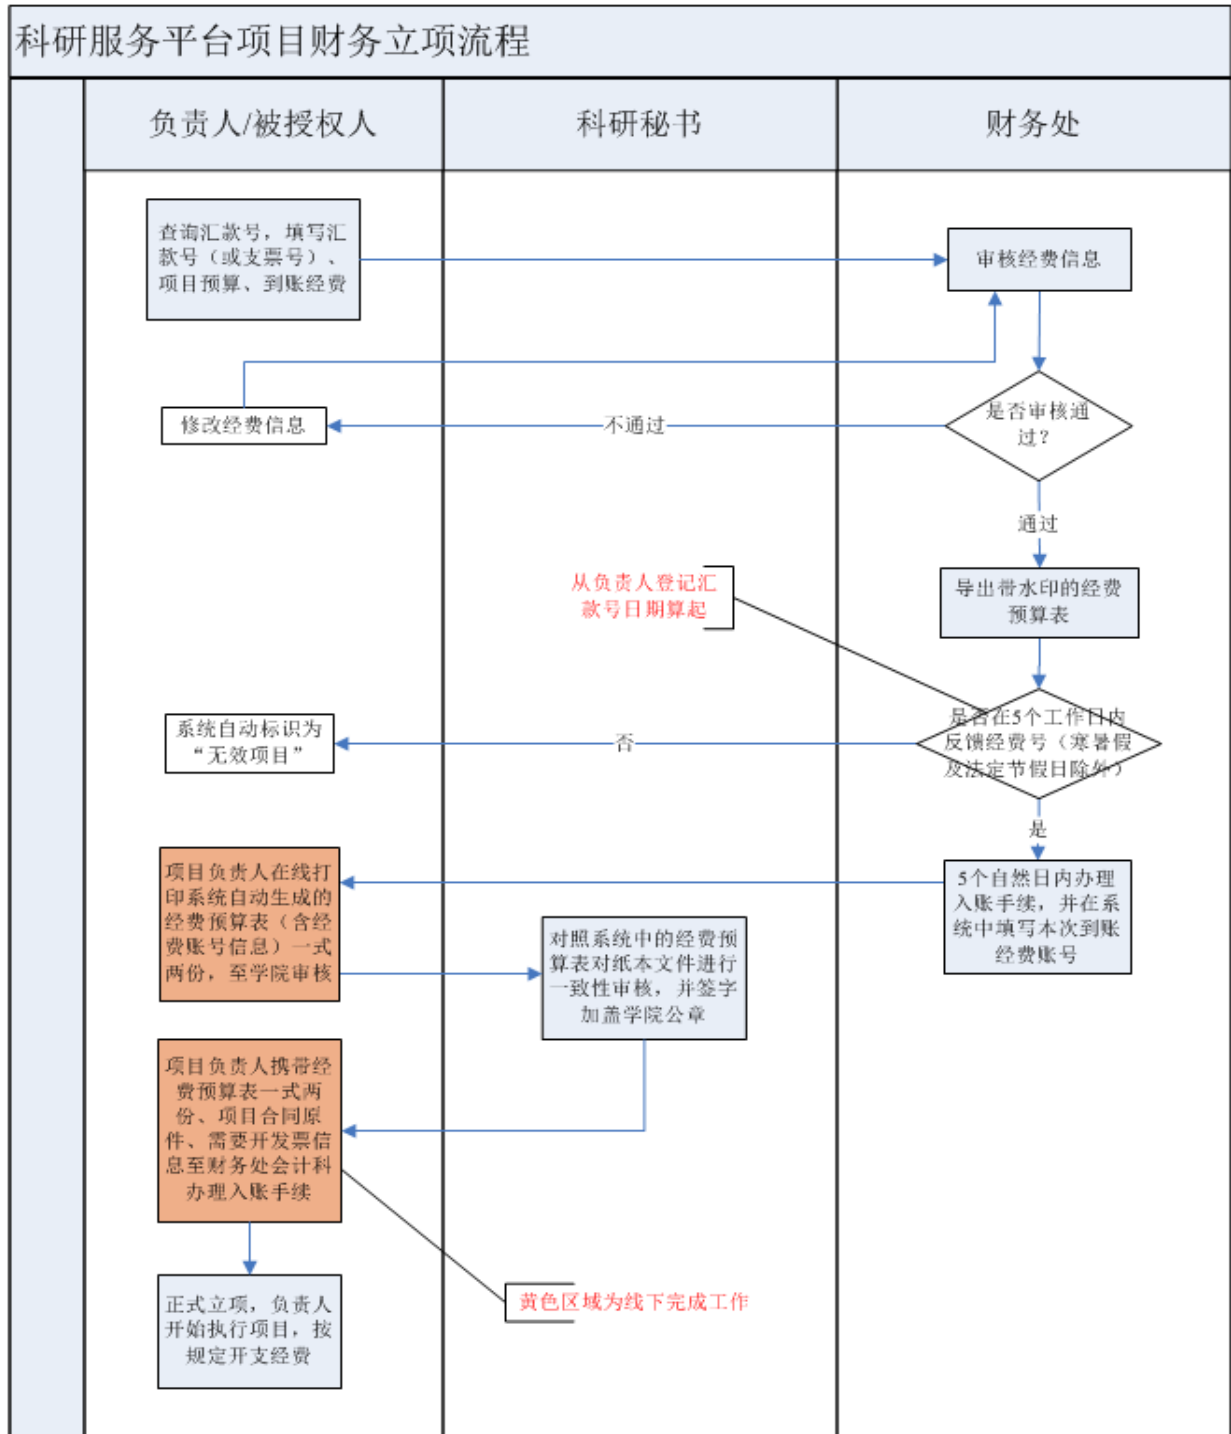 科研服务平台项目财务立项流程
负责人/被授权人
科研秘书
财务处
查询汇款号，填写汇
款号（或支票号）、
项目预算、到账经费
审核经费信息
修改经费信息
不通过
是否审核通
过？
通过
从负责人登记汇
款号日期算起
导出带水印的经费
预算表
系统自动标识为
“无效项目”
否
是否在5个工作日内
反馈经费号（寒暑假
及法定节假日除外）
是
项目负责人在线打
印系统自动生成的
经费预算表（含经
费账号信息）一式
两份，至学院审核
5个自然日内办理
入账手续，并在系
统中填写本次到账
经费账号
对照系统中的经费预
算表对纸本文件进行
一致性审核，并签字
加盖学院公章
项目负责人携带经
费预算表一式两
份、项目合同原
件、需要开发票信
息至财务处会计科
办理入账手续
黄色区域为线下完成工作
正式立项，负责人
开始执行项目，按
规定开支经费